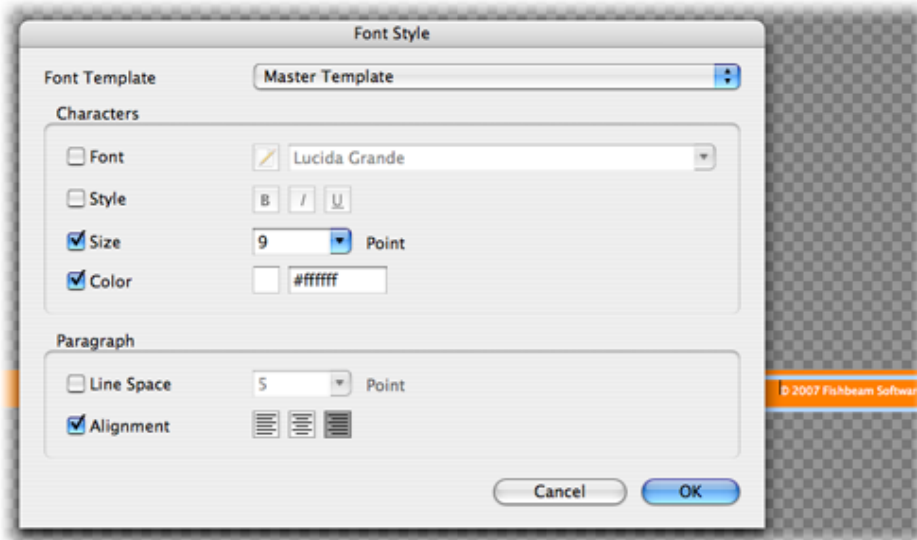 Font Style
Font Template Master Template
Characters
Font Lucida Grande
Style B I U
Size 9 Point
Color #ffffff
Paragraph
Line Space 5 Point
© 2007 Fishbeam Softwar
Alignment
Cancel OK